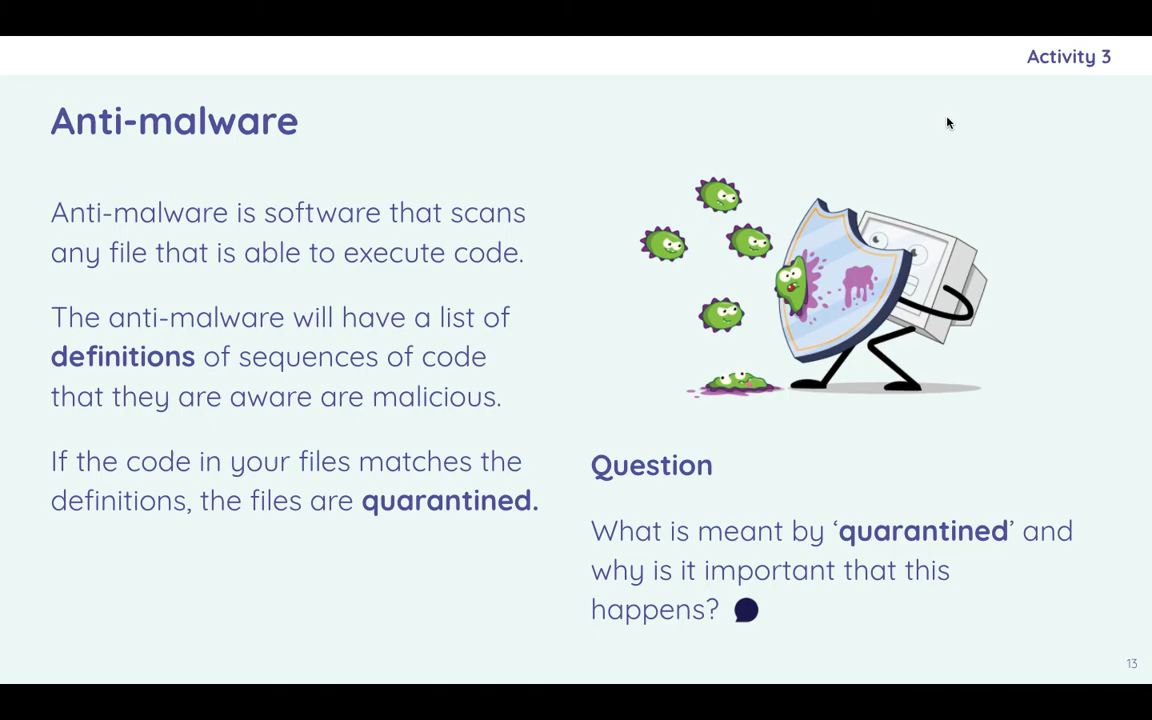 Activity 3
Anti-malware
Anti-malware is software that scans
any file that is able to execute code.
The anti-malware will have a list of
definitions of sequences of code
that they are aware are malicious.
If the code in your files matches the
definitions, the files are quarantined.
Question
What is meant by ‘quarantined’ and
why is it important that this
happens?
13